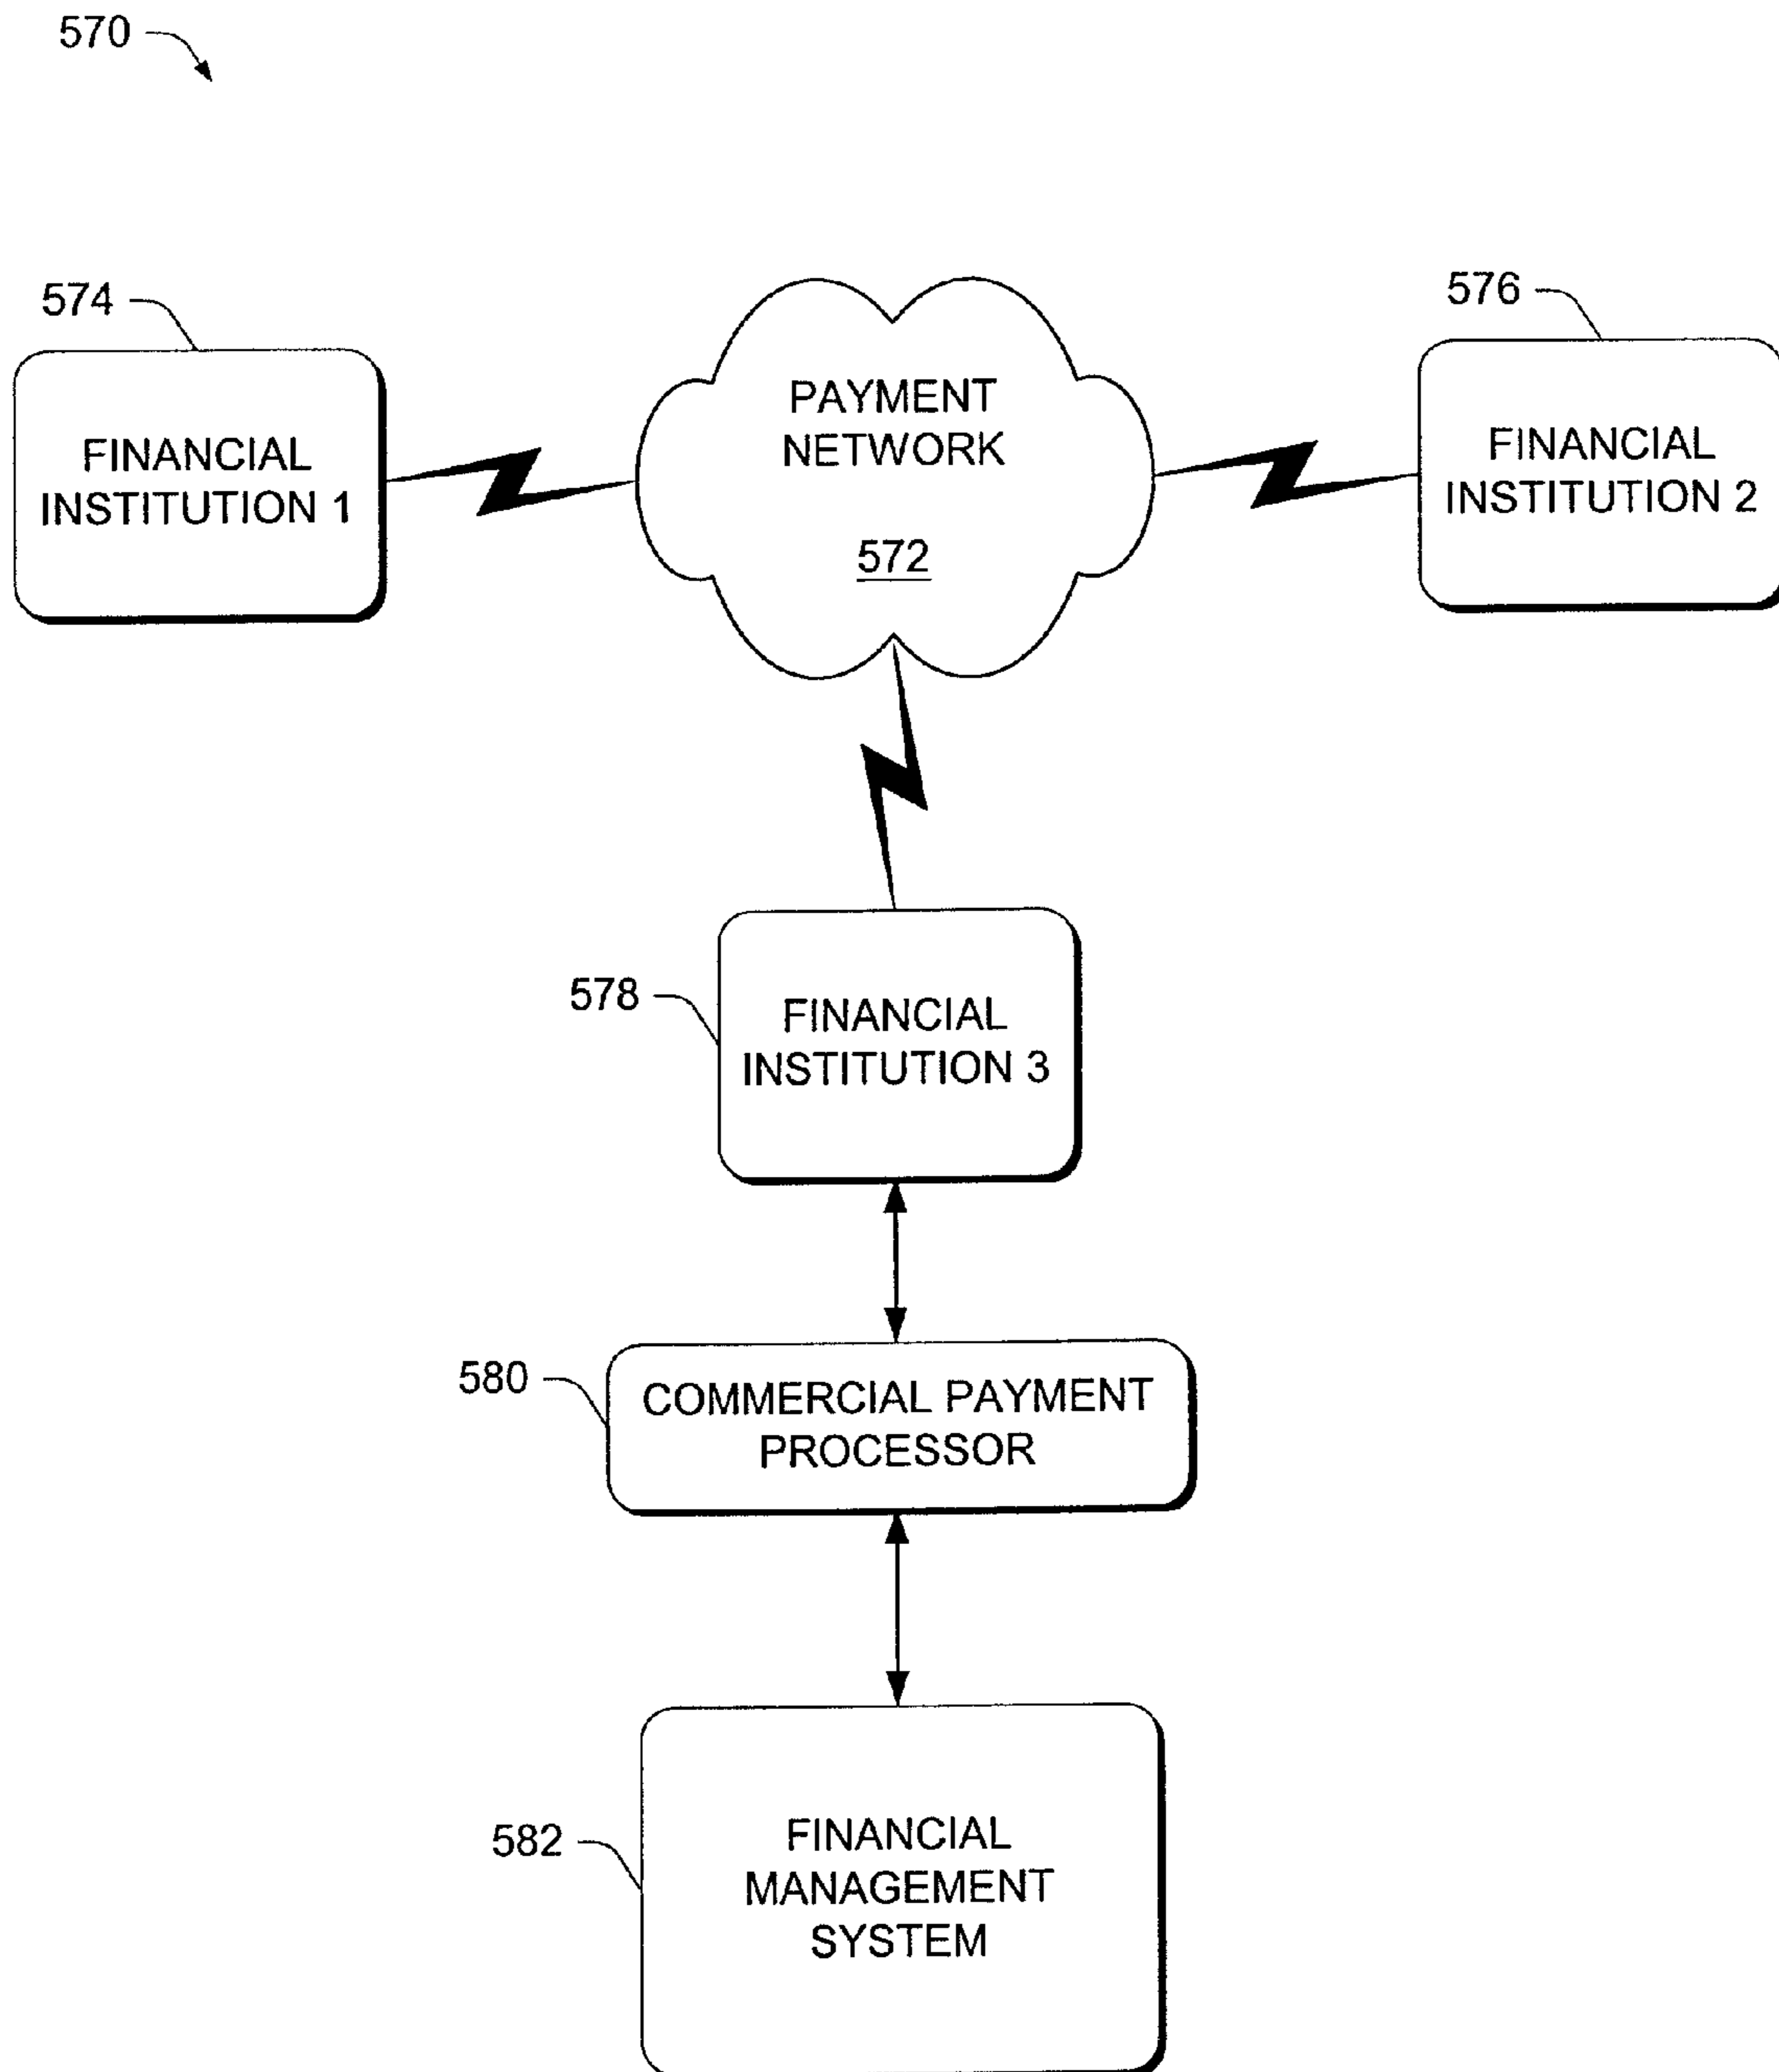 570
574
576
PAYMENT
NETWORK
572
FINANCIAL
INSTITUTION 1
FINANCIAL
INSTITUTION 2
578
FINANCIAL
INSTITUTION 3
580
COMMERCIAL PAYMENT
PROCESSOR
582
FINANCIAL
MANAGEMENT
SYSTEM